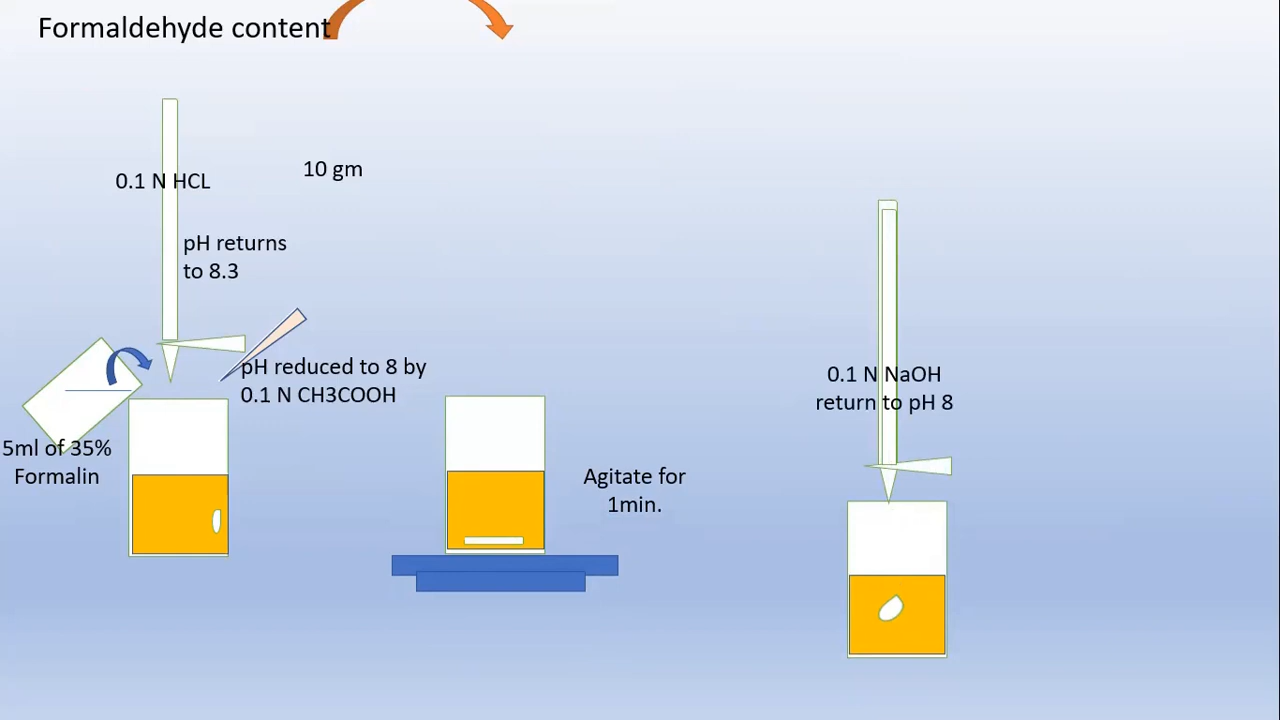 Formaldehyde content
10 gm
0.1 N HCL
pH returns
to 8.3
pH reduced to 8 by
0.1 N CH3COOH
5ml of 35%
Formalin
Agitate for
1min.
0.1 N NaOH
return to pH 8